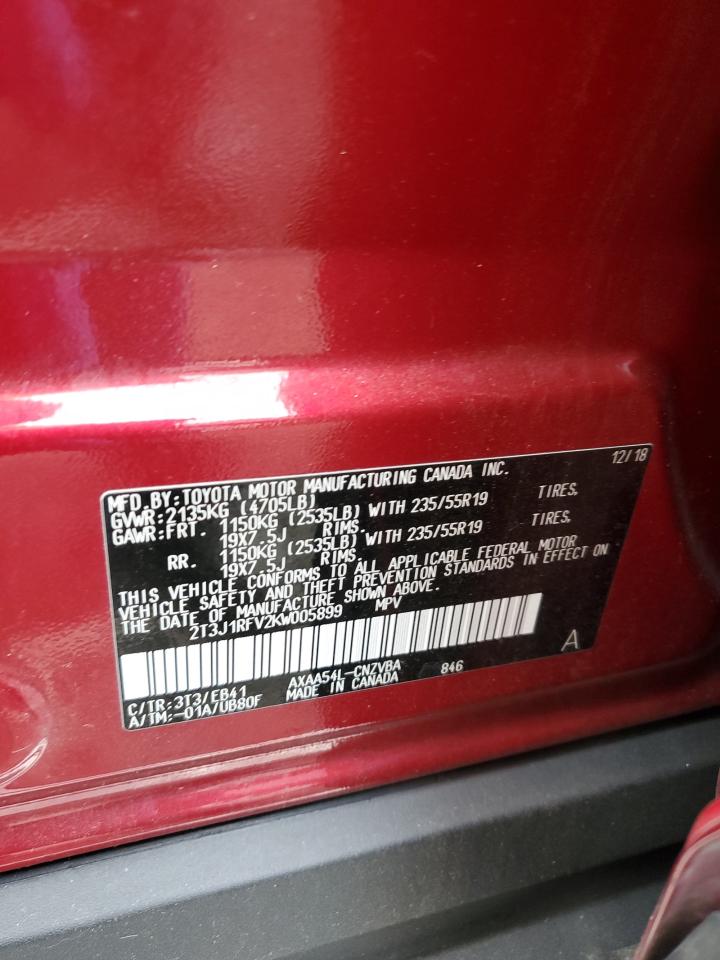 MFD.BY:TOYOTA MOTOR MANUFACTURING CANADA INC. 12/18
GVWR:2135KG (4705LB)
GAWR:FRT. 1150KG (2535LB) WITH 235/55R19 TIRES,
19X7.5J RIMS.
RR. 1150KG (2535LB) WITH 235/55R19 TIRES,
19X7.5J RIMS.
THIS VEHICLE CONFORMS TO ALL APPLICABLE FEDERAL MOTOR
VEHICLE SAFETY AND THEFT PREVENTION STANDARDS IN EFFECT ON
THE DATE OF MANUFACTURE SHOWN ABOVE.
2T3J1RFV2KW005899 MPV
A
C/TR:3T3/EB41 AXAA54L-CNZVBA 846
A/TM:-01A/UB80F MADE IN CANADA